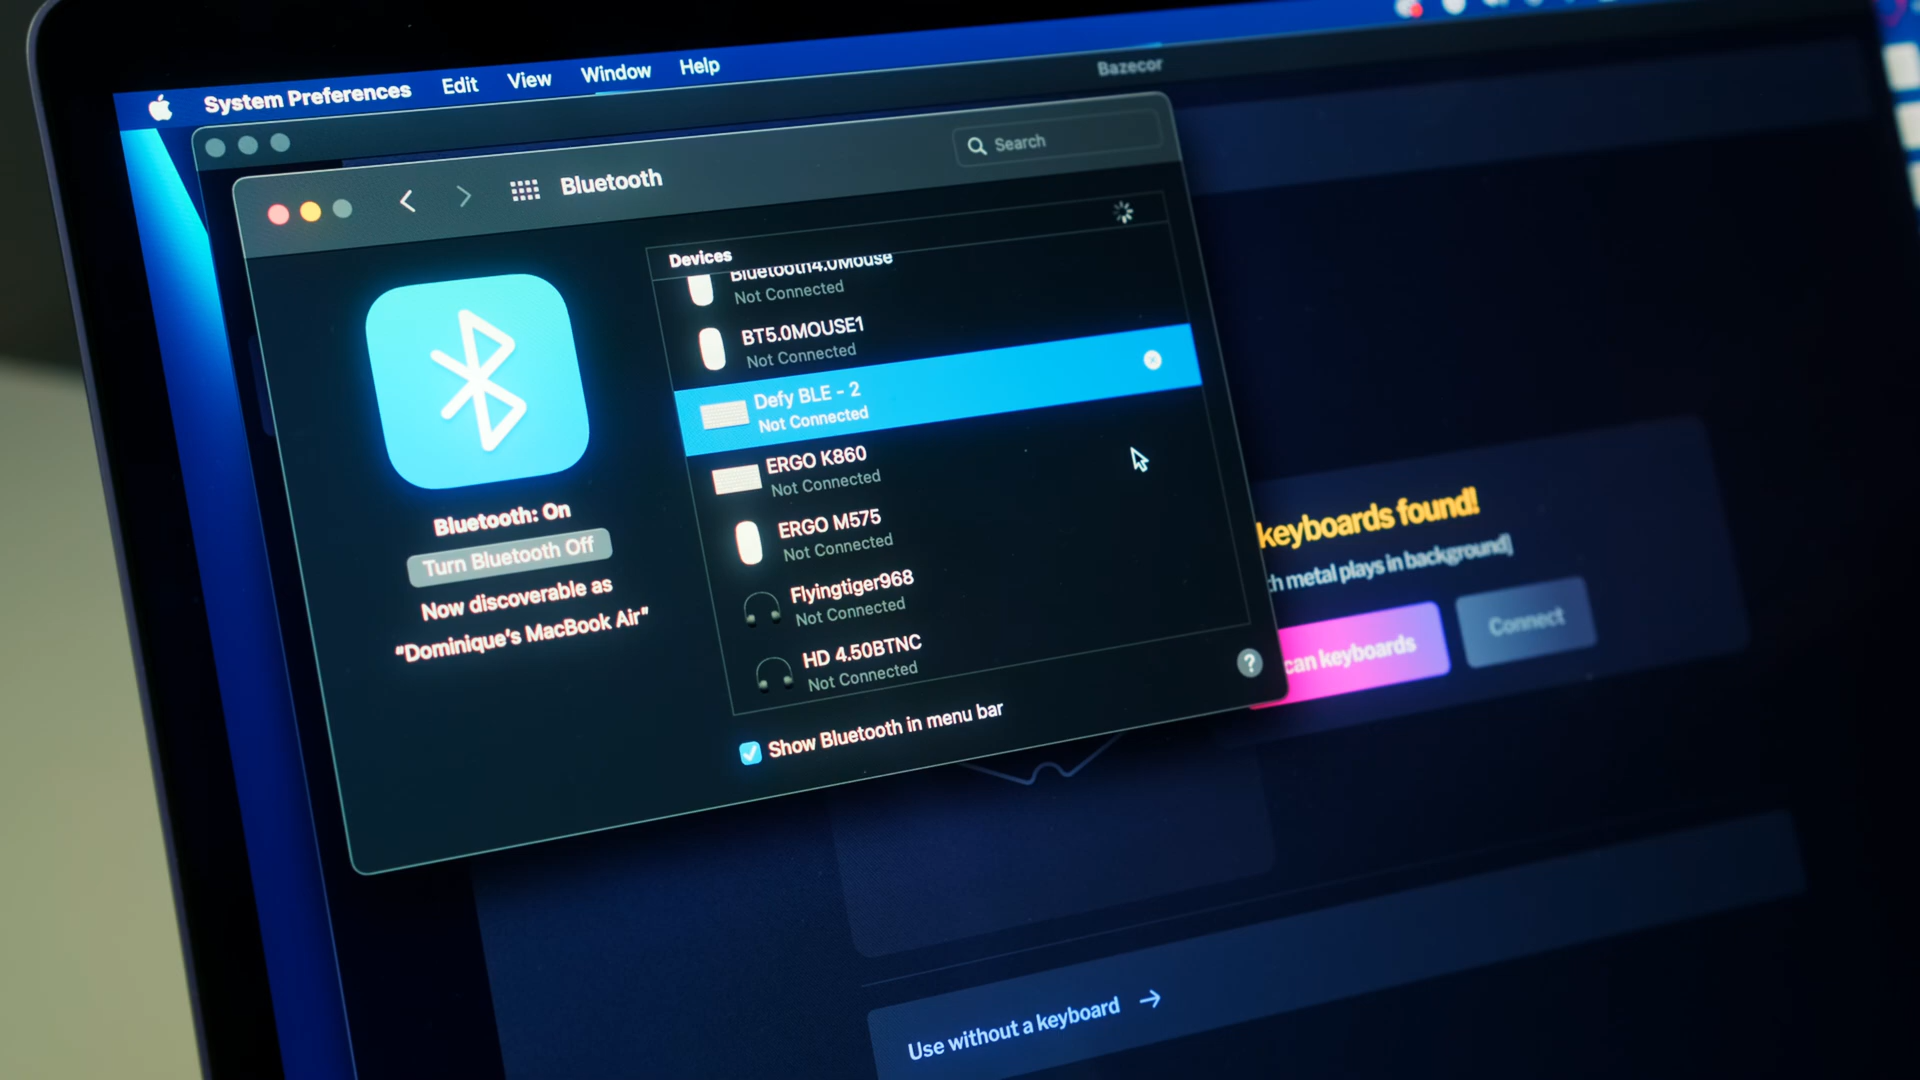 System Preferences Edit View Window Help
Bazecor
Bluetooth
Search
Devices
Bluetooth4.0Mouse
Not Connected
BT5.0MOUSE1
Not Connected
Defy BLE - 2
Not Connected
ERGO K860
Not Connected
ERGO M575
Not Connected
Flyingtiger968
Not Connected
HD 4.50BTNC
Not Connected
Bluetooth: On
Turn Bluetooth Off
Now discoverable as
“Dominique’s MacBook Air”
Show Bluetooth in menu bar
?
keyboards found!
metal plays in background]
keyboards
Connect
Use without a keyboard →